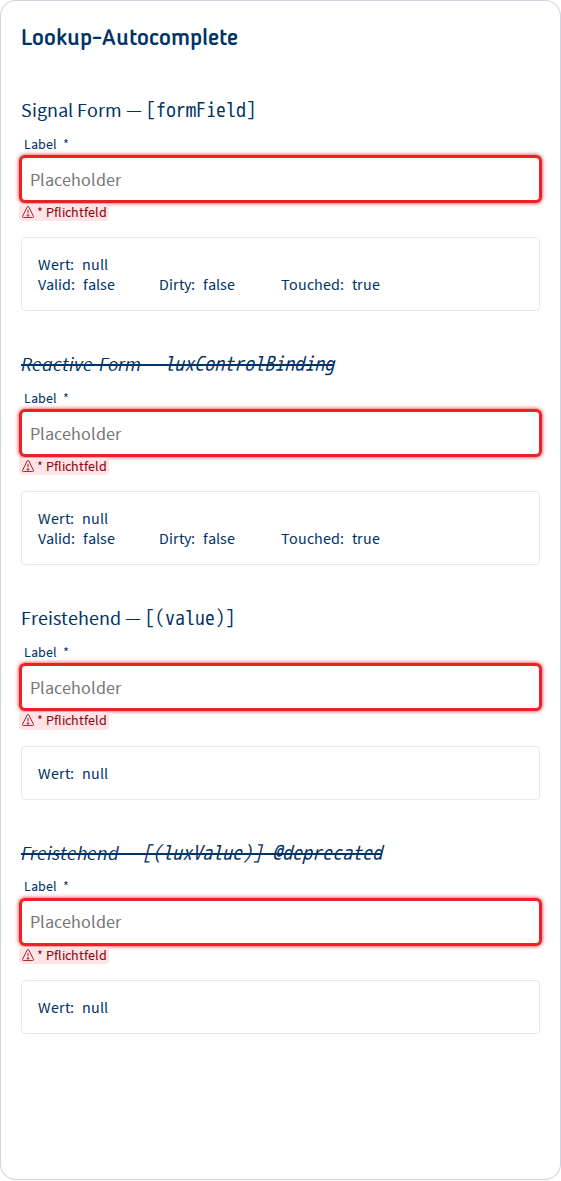 Lookup-Autocomplete
Signal Form — [formField]
Label *
Placeholder
* Pflichtfeld
Wert: null
Valid: false Dirty: false Touched: true
Reactive Form — luxControlBinding
Label *
Placeholder
* Pflichtfeld
Wert: null
Valid: false Dirty: false Touched: true
Freistehend — [(value)]
Label *
Placeholder
* Pflichtfeld
Wert: null
Freistehend — [(luxValue)] @deprecated
Label *
Placeholder
* Pflichtfeld
Wert: null